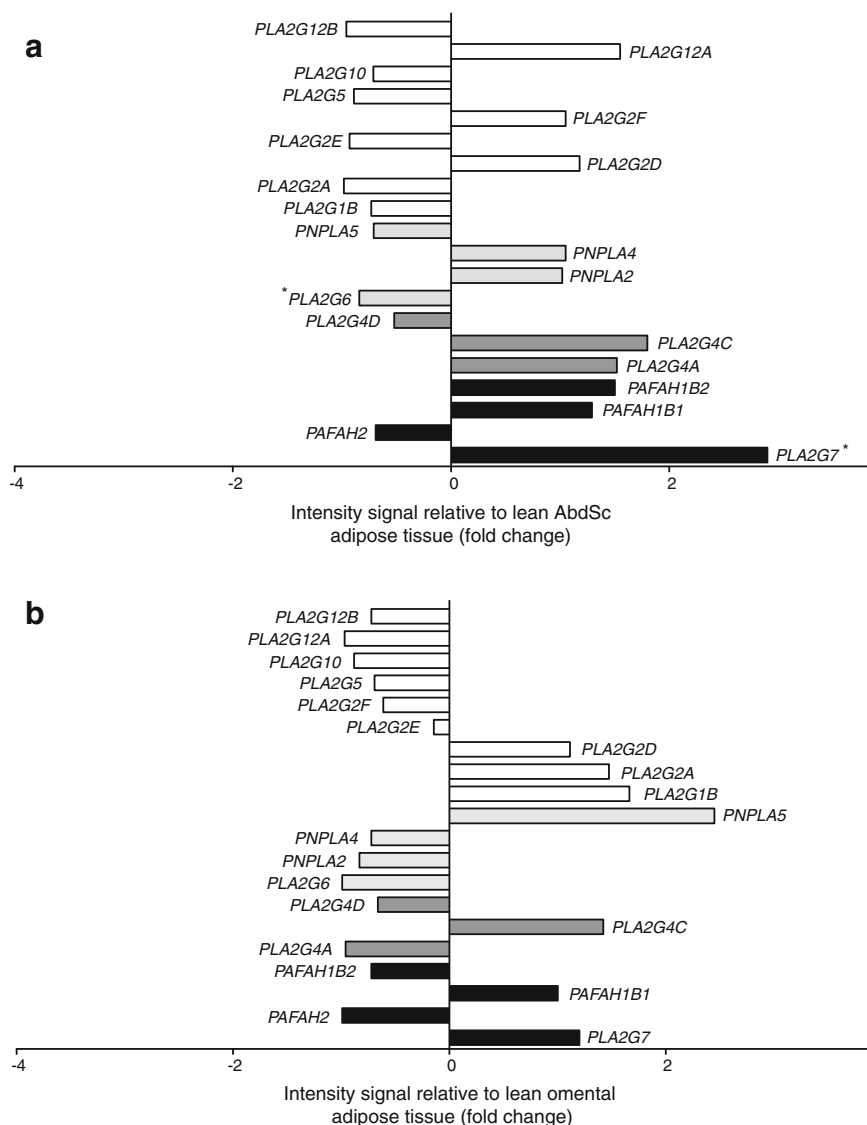 a
PLA2G12B
PLA2G12A
PLA2G10
PLA2G5
PLA2G2F
PLA2G2E
PLA2G2D
PLA2G2A
PLA2G1B
PNPLA5
PNPLA4
PNPLA2
*PLA2G6
PLA2G4D
PLA2G4C
PLA2G4A
PAFAH1B2
PAFAH1B1
PAFAH2
PLA2G7*
-4 -2 0 2
Intensity signal relative to lean AbdSc
adipose tissue (fold change)
b
PLA2G12B
PLA2G12A
PLA2G10
PLA2G5
PLA2G2F
PLA2G2E
PLA2G2D
PLA2G2A
PLA2G1B
PNPLA5
PNPLA4
PNPLA2
PLA2G6
PLA2G4D
PLA2G4C
PLA2G4A
PAFAH1B2
PAFAH1B1
PAFAH2
PLA2G7
-4 -2 0 2
Intensity signal relative to lean omental
adipose tissue (fold change)